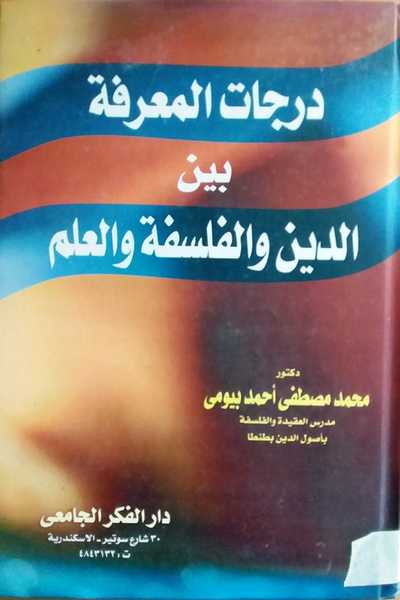 درجات المعرفة
بين
الدين والفلسفة والعلم
دكتور
محمد مصطفى أحمد بيومى
مدرس العقيدة والفلسفة
بأصول الدين بطنطا
دار الفكر الجامعى
٣٠ شارع سوتير - الاسكندرية
ت : ٤٨٤٣١٣٢